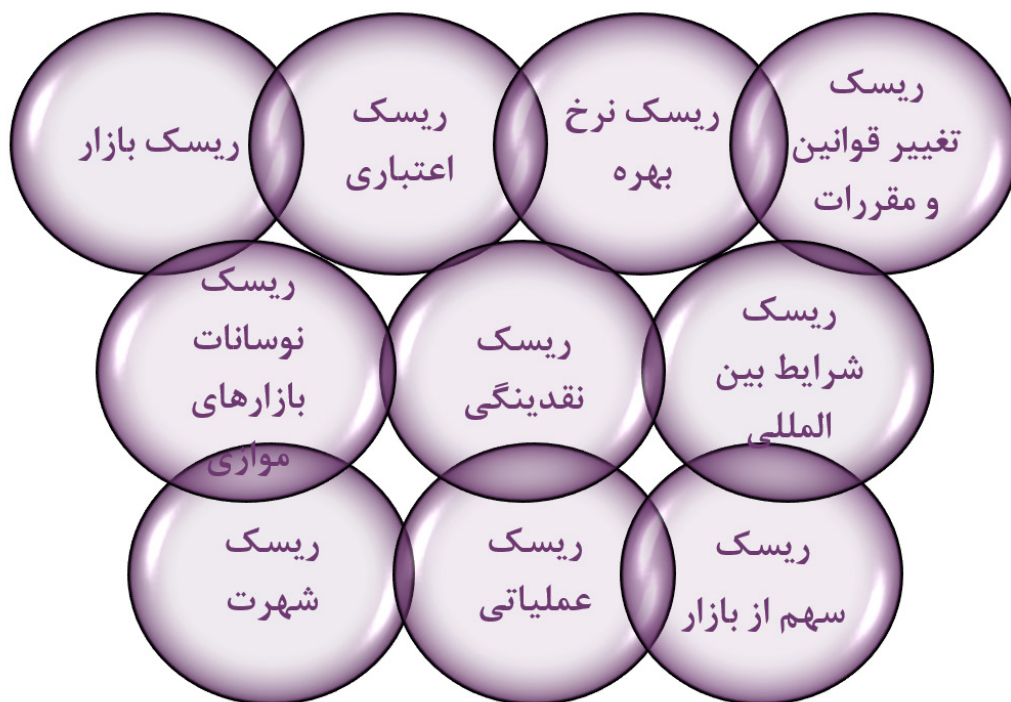 ریسک
تغییر قوانین
و مقررات
ریسک نرخ
بهره
ریسک
اعتباری
ریسک بازار
ریسک
شرایط بین
المللی
ریسک
نقدینگی
ریسک
نوسانات
بازارهای
موازی
ریسک
سهم از بازار
ریسک
عملیاتی
ریسک
شهرت